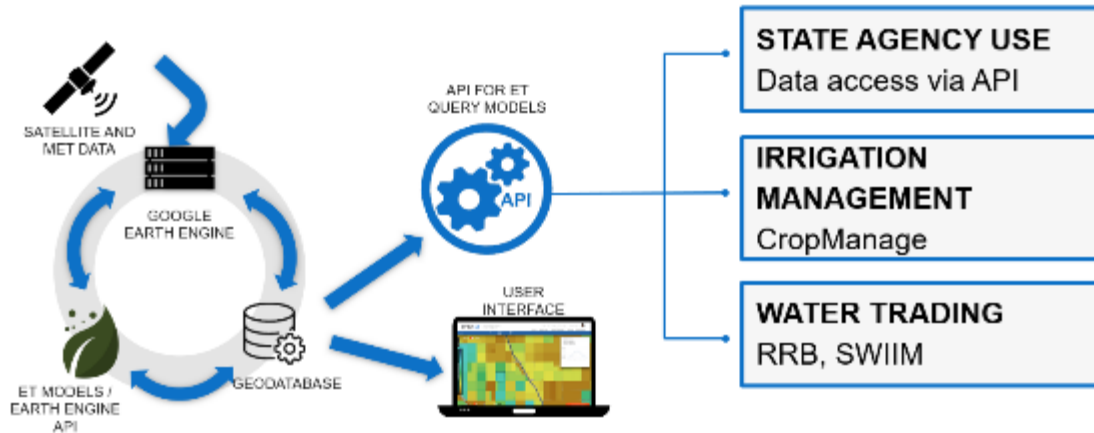 SATELLITE AND
MET DATA
GOOGLE
EARTH ENGINE
ET MODELS /
EARTH ENGINE
API
GEODATABASE
API FOR ET
QUERY MODELS
API
USER
INTERFACE
STATE AGENCY USE
Data access via API
IRRIGATION
MANAGEMENT
CropManage
WATER TRADING
RRB, SWIIM